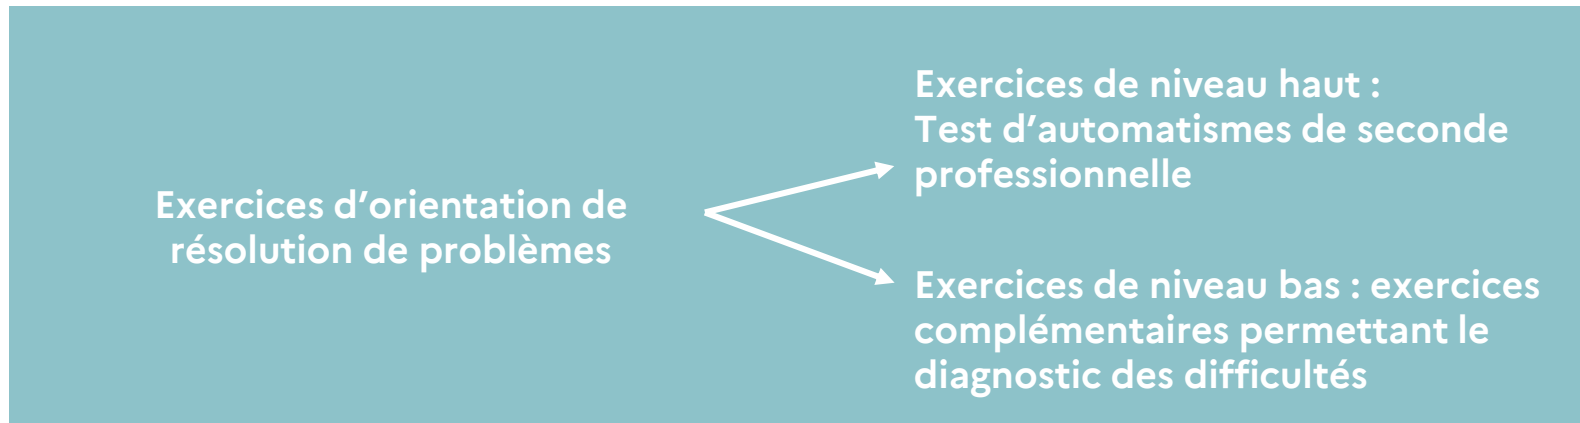 Exercices d’orientation de
résolution de problèmes
Exercices de niveau haut :
Test d’automatismes de seconde
professionnelle
Exercices de niveau bas : exercices
complémentaires permettant le
diagnostic des difficultés